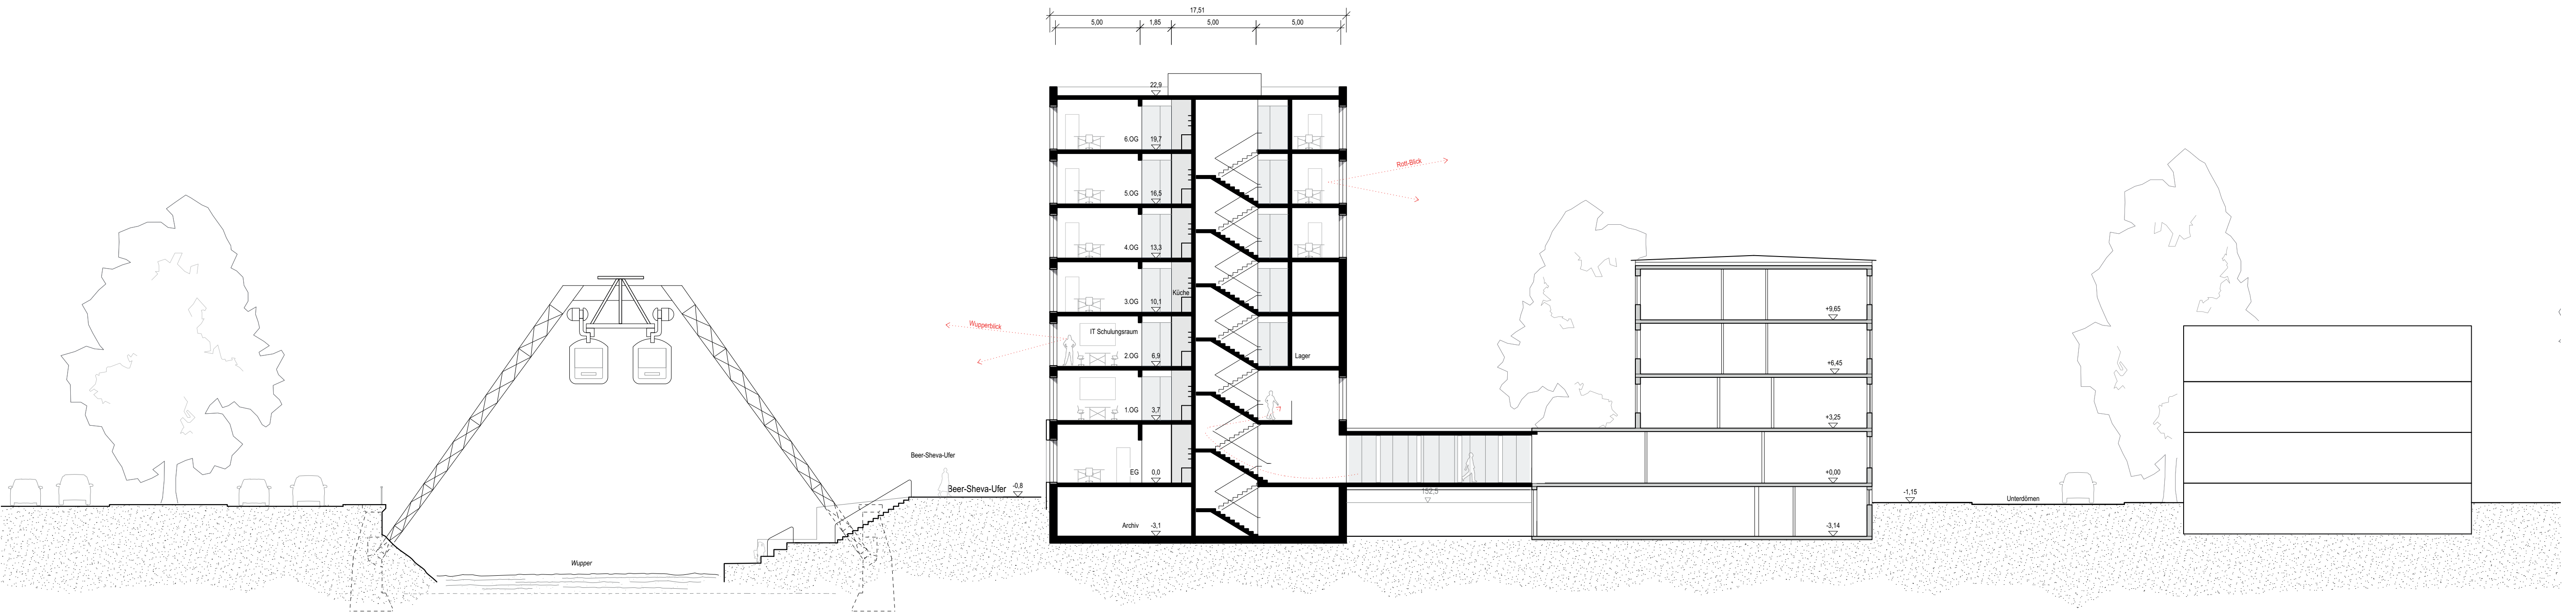 17,51
5,00
1,85
5,00
5,00
22,9
6.OG 19,7
Rott-Blick
5.OG 16,5
4.OG 13,3
Küche
3.OG 10,1
Wupperblick
IT Schulungsraum
2.OG 6,9
Lager
1.OG 3,7
EG 0,0
Archiv -3,1
Beer-Sheva-Ufer
Beer-Sheva-Ufer -0,8
Wupper
152,5
+9,65
+6,45
+3,25
+0,00
-3,14
-1,15
Unterdörnen